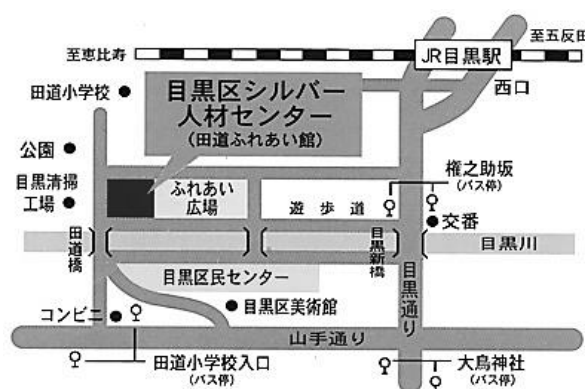 至五反田
至恵比寿
JR目黒駅
西口
田道小学校
目黒区シルバー
人材センター
(田道ふれあい館)
公園
目黒清掃
工場
ふれあい
広場
遊歩道
権之助坂
(バス停)
交番
田道橋
目黒新橋
目黒川
目黒通り
目黒区民センター
目黒区美術館
コンビニ
山手通り
田道小学校入口
(バス停)
大鳥神社
(バス停)